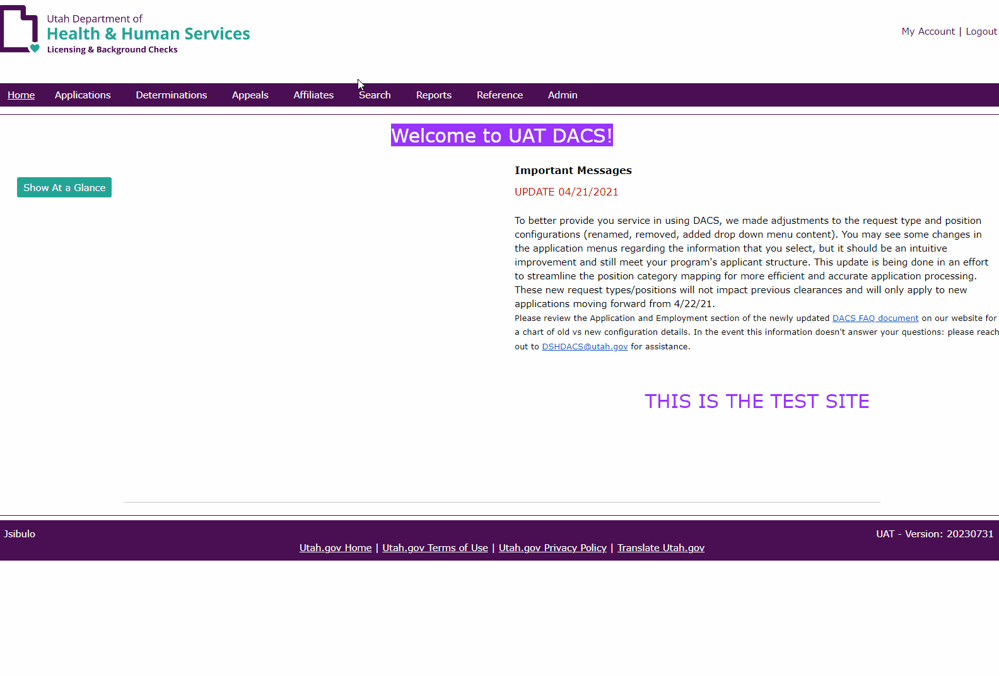 Utah Department of
Health & Human Services
Licensing & Background Checks
My Account | Logout
Home Applications Determinations Appeals Affiliates Search Reports Reference Admin
Welcome to UAT DACS!
Show At a Glance
Important Messages
UPDATE 04/21/2021
To better provide you service in using DACS, we made adjustments to the request type and position
configurations (renamed, removed, added drop down menu content). You may see some changes in
the application menus regarding the information that you select, but it should be an intuitive
improvement and still meet your program's applicant structure. This update is being done in an effort
to streamline the position category mapping for more efficient and accurate application processing.
These new request types/positions will not impact previous clearances and will only apply to new
applications moving forward from 4/22/21.
Please review the Application and Employment section of the newly updated DACS FAQ document on our website for
a chart of old vs new configuration details. In the event this information doesn't answer your questions: please reach
out to DSHDACS@utah.gov for assistance.
THIS IS THE TEST SITE
Jsibulo
UAT - Version: 20230731
Utah.gov Home | Utah.gov Terms of Use | Utah.gov Privacy Policy | Translate Utah.gov